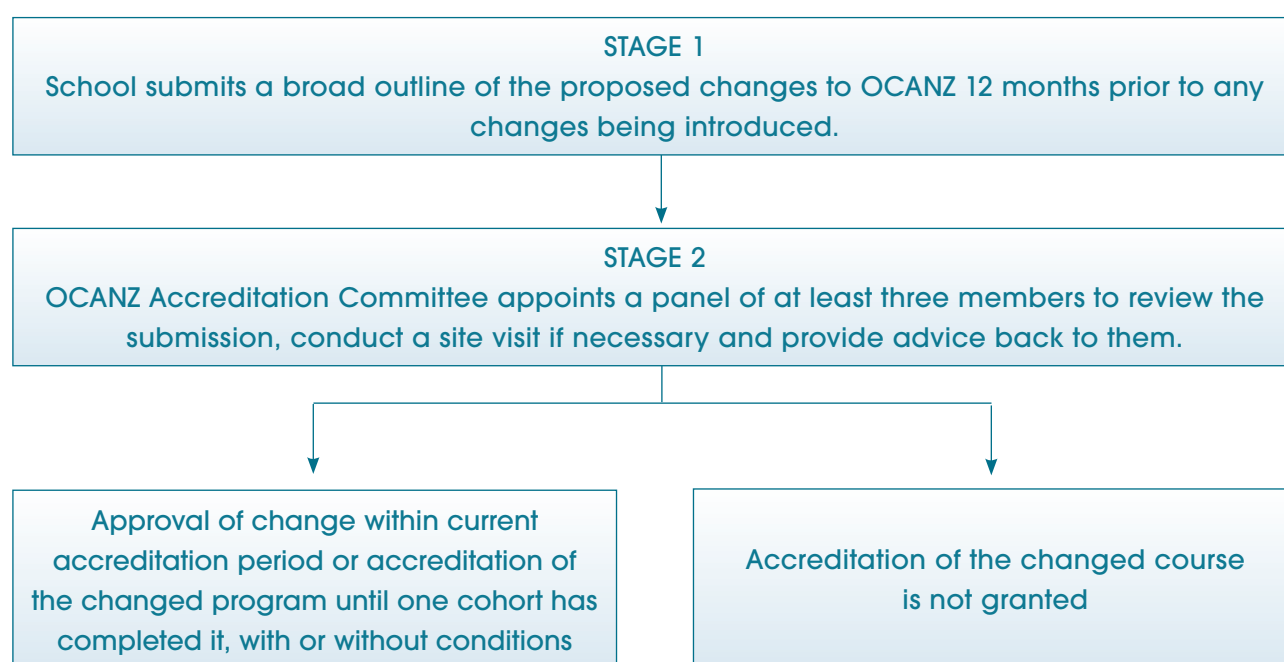 STAGE 1
School submits a broad outline of the proposed changes to OCANZ 12 months prior to any
changes being introduced.
STAGE 2
OCANZ Accreditation Committee appoints a panel of at least three members to review the
submission, conduct a site visit if necessary and provide advice back to them.
Approval of change within current
accreditation period or accreditation of
the changed program until one cohort has
completed it, with or without conditions
Accreditation of the changed course
is not granted